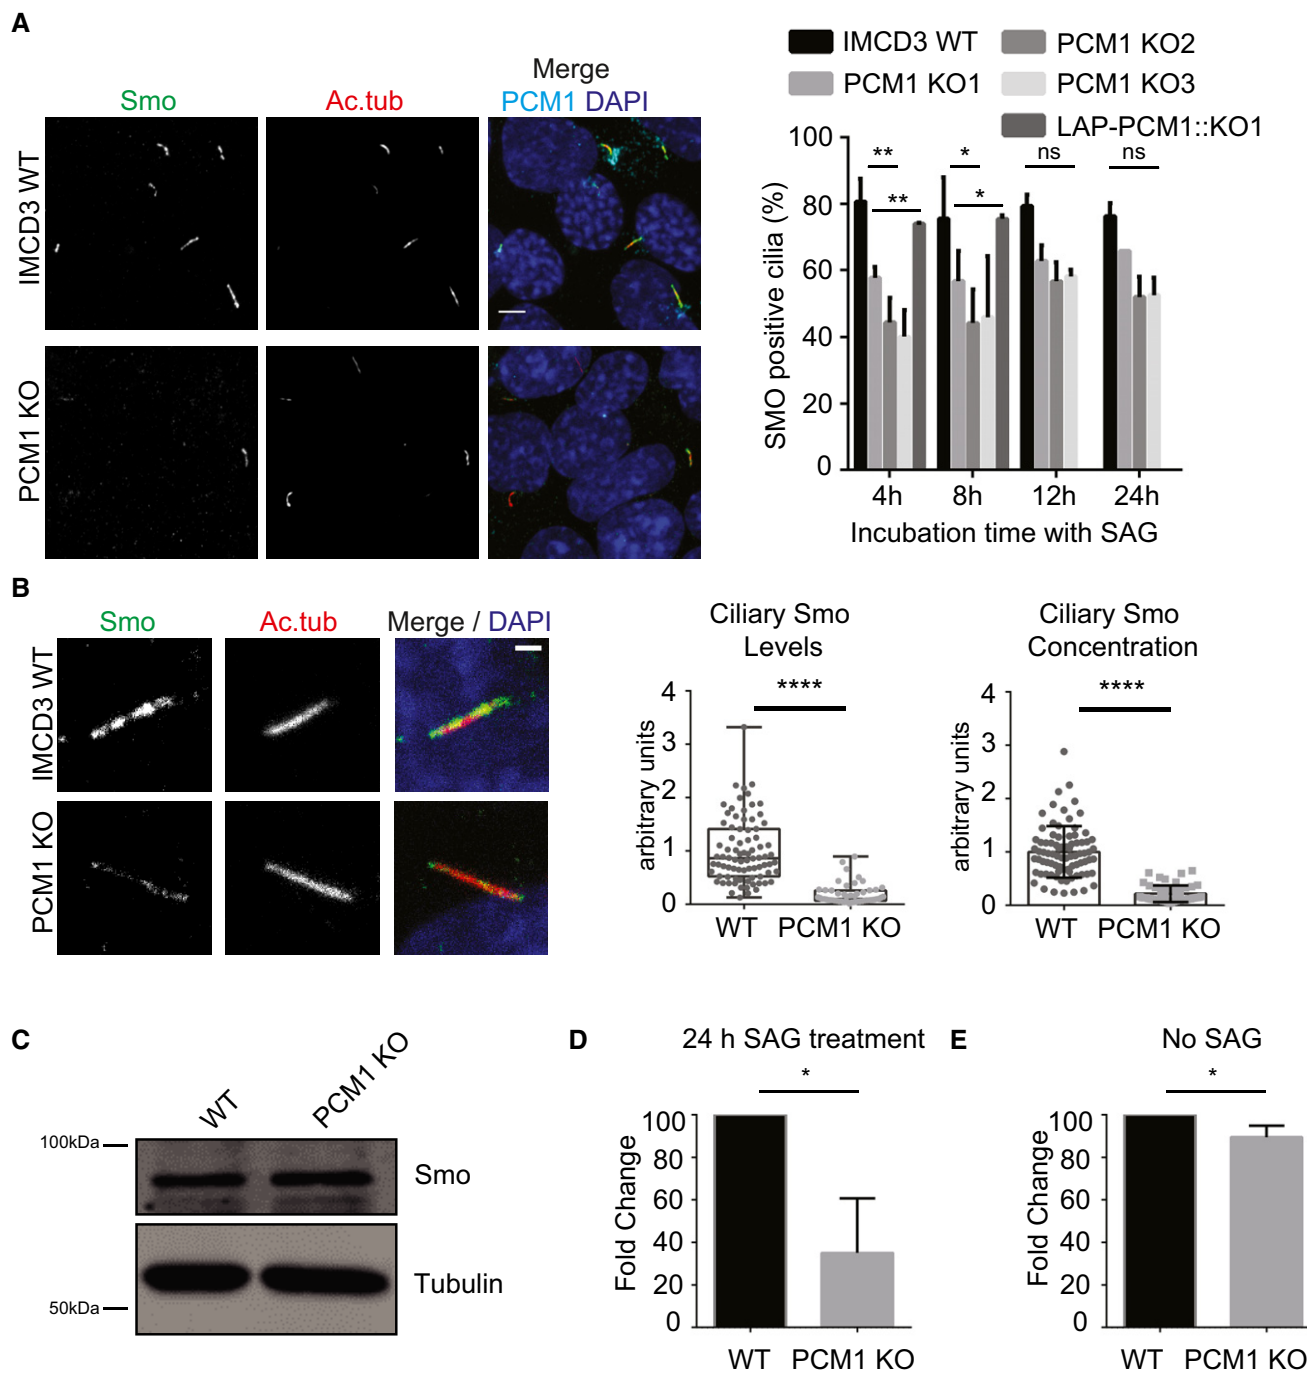 A
Smo
Ac.tub
Merge
PCM1 DAPI
IMCD3 WT
PCM1 KO
IMCD3 WT
PCM1 KO1
PCM1 KO2
PCM1 KO3
LAP-PCM1::KO1
SMO positive cilia (%)
100
80
60
40
20
0
**
**
*
*
ns
ns
4h
8h
12h
24h
Incubation time with SAG
B
Smo
Ac.tub
Merge / DAPI
IMCD3 WT
PCM1 KO
Ciliary Smo
Levels
****
arbitrary units
4
3
2
1
0
WT
PCM1 KO
Ciliary Smo
Concentration
****
arbitrary units
4
3
2
1
0
WT
PCM1 KO
C
WT
PCM1 KO
100kDa
50kDa
Smo
Tubulin
D
24 h SAG treatment
*
Fold Change
100
80
60
40
20
0
WT
PCM1 KO
E
No SAG
*
Fold Change
100
80
60
40
20
0
WT
PCM1 KO